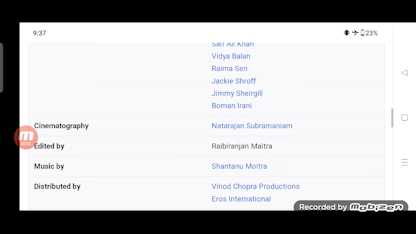 9:37
23%
Saif Ali Khan
Vidya Balan
Raima Sen
Jackie Shroff
Jimmy Sheirgill
Boman Irani
Cinematography Natarajan Subramaniam
Edited by Raibiranjan Maitra
Music by Shantanu Moitra
Distributed by Vinod Chopra Productions
Eros International
Recorded by Mobizen